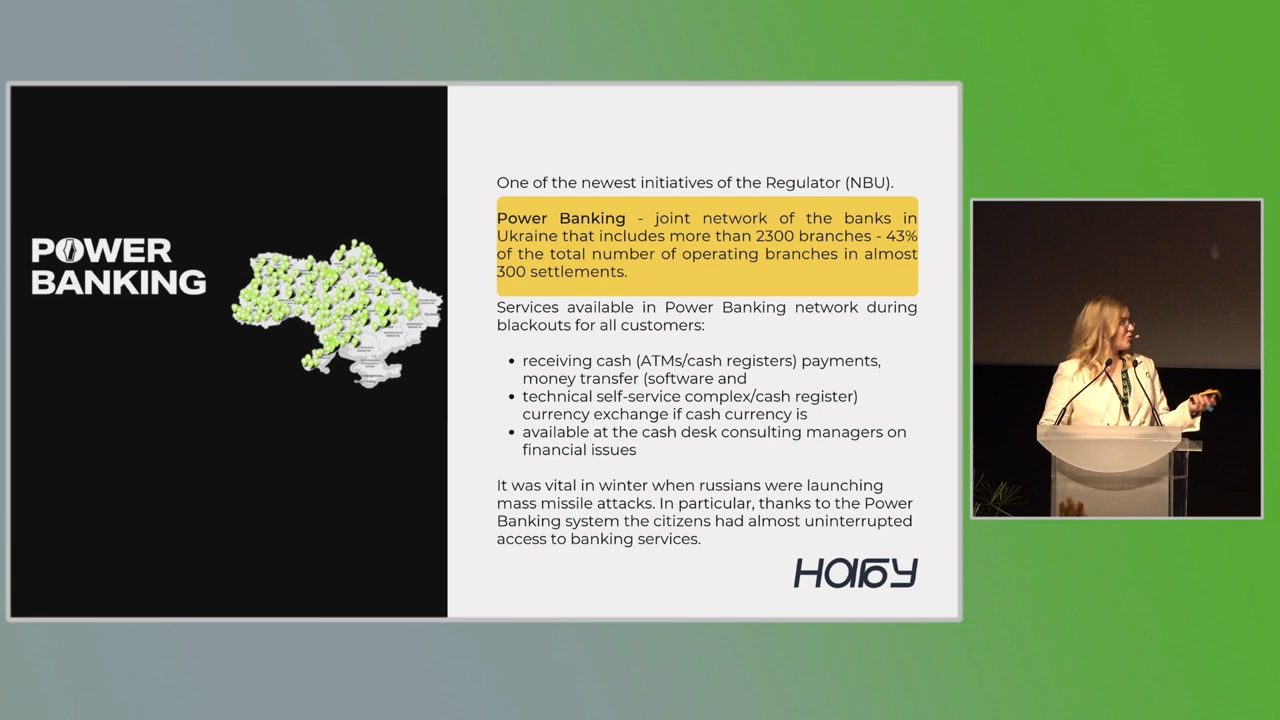 POWER
BANKING
One of the newest initiatives of the Regulator (NBU).
Power Banking - joint network of the banks in
Ukraine that includes more than 2300 branches - 43%
of the total number of operating branches in almost
300 settlements.
Services available in Power Banking network during
blackouts for all customers:
• receiving cash (ATMs/cash registers) payments,
money transfer (software and
• technical self-service complex/cash register)
currency exchange if cash currency is
• available at the cash desk consulting managers on
financial issues
It was vital in winter when russians were launching
mass missile attacks. In particular, thanks to the Power
Banking system the citizens had almost uninterrupted
access to banking services.
НАБУ